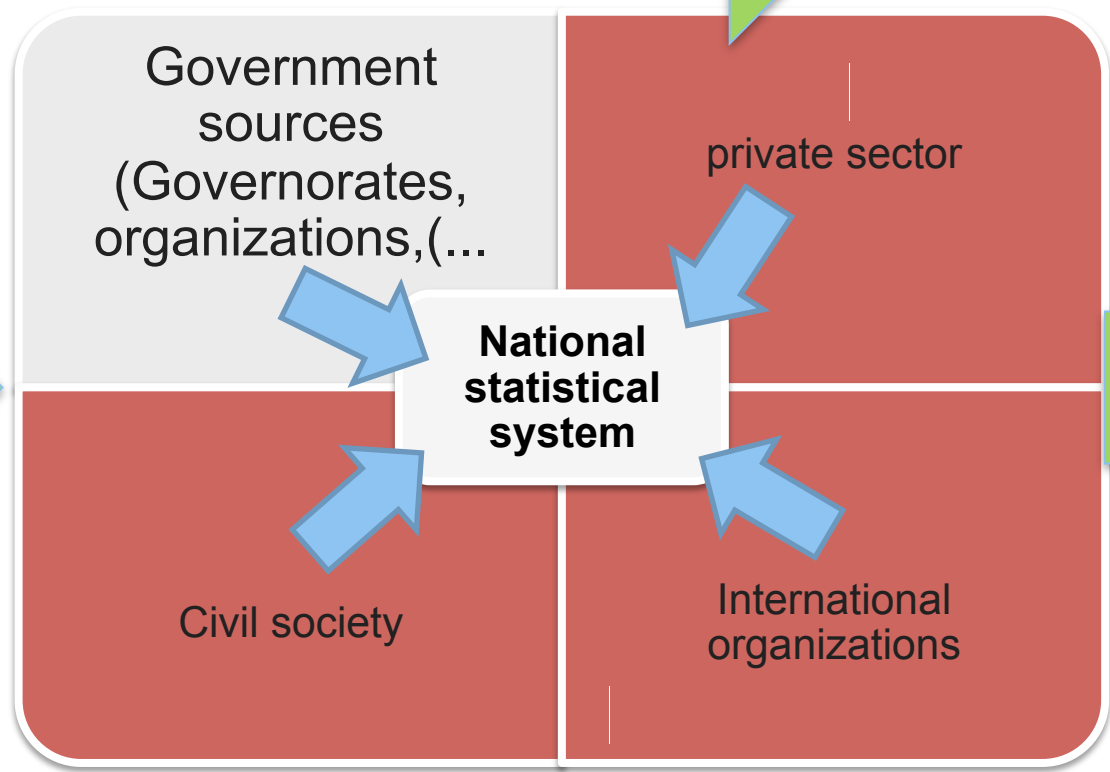 Government
sources
(Governorates,
organizations,(...
private sector
National
statistical
system
Civil society
International
organizations